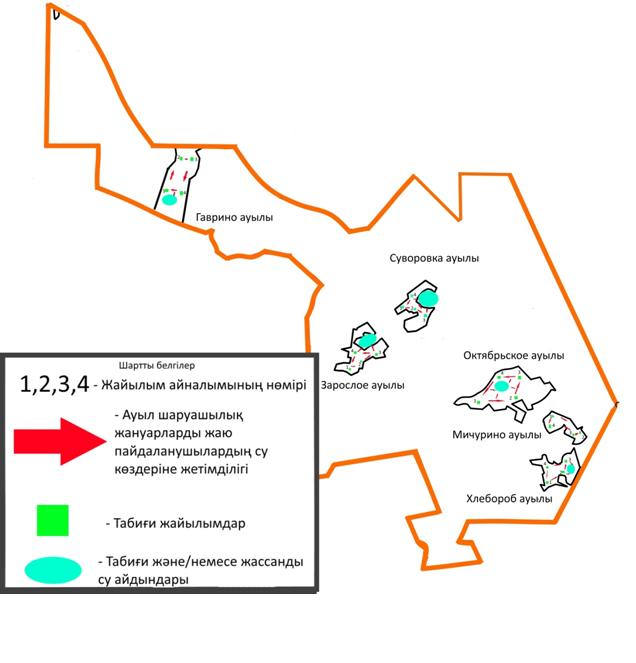 Гаврино ауылы
Суворовка ауылы
Октябрьское ауылы
Зарослое ауылы
Мичурино ауылы
Хлебороб ауылы
Шартты белгілер
1,2,3,4 - Жайылым айналымының нөмірі
- Ауыл шаруашылық
жануарларды жаю
пайдаланушылардың су
көздеріне жетімділігі
- Табиғи жайылымдар
- Табиғи және/немесе жассанды
су айдындары